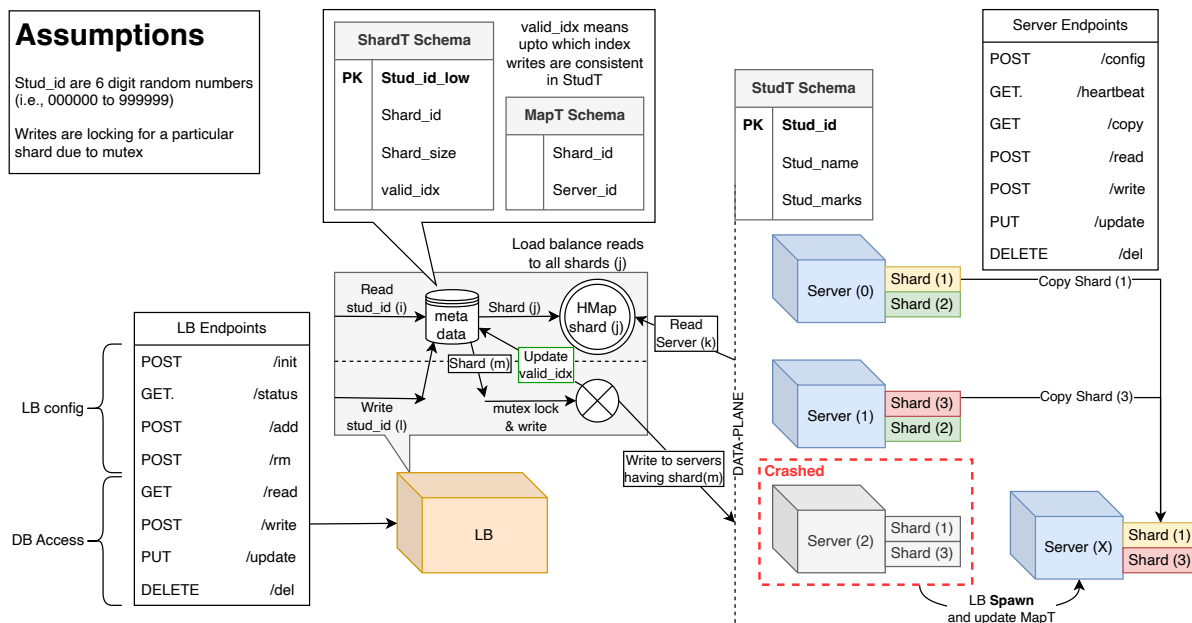 Assumptions
Stud_id are 6 digit random numbers
(i.e., 000000 to 999999)
Writes are locking for a particular
shard due to mutex
ShardT Schema
PK Stud_id_low
Shard_id
Shard_size
valid_idx
valid_idx means
upto which index
writes are consistent
in StudT
MapT Schema
Shard_id
Server_id
StudT Schema
PK Stud_id
Stud_name
Stud_marks
Server Endpoints
POST /config
GET. /heartbeat
GET /copy
POST /read
POST /write
PUT /update
DELETE /del
Load balance reads
to all shards (j)
Read
stud_id (i)
meta
data
Shard (j)
HMap
shard (j)
Read
Server (k)
Shard (m)
Update
valid_idx
Write
stud_id (l)
mutex lock
& write
Write to servers
having shard(m)
DATA-PLANE
LB Endpoints
POST /init
GET. /status
POST /add
POST /rm
GET /read
POST /write
PUT /update
DELETE /del
LB config
DB Access
LB
Server (0)
Shard (1)
Shard (2)
Copy Shard (1)
Server (1)
Shard (3)
Shard (2)
Copy Shard (3)
Crashed
Server (2)
Shard (1)
Shard (3)
Server (X)
Shard (1)
Shard (3)
LB Spawn
and update MapT